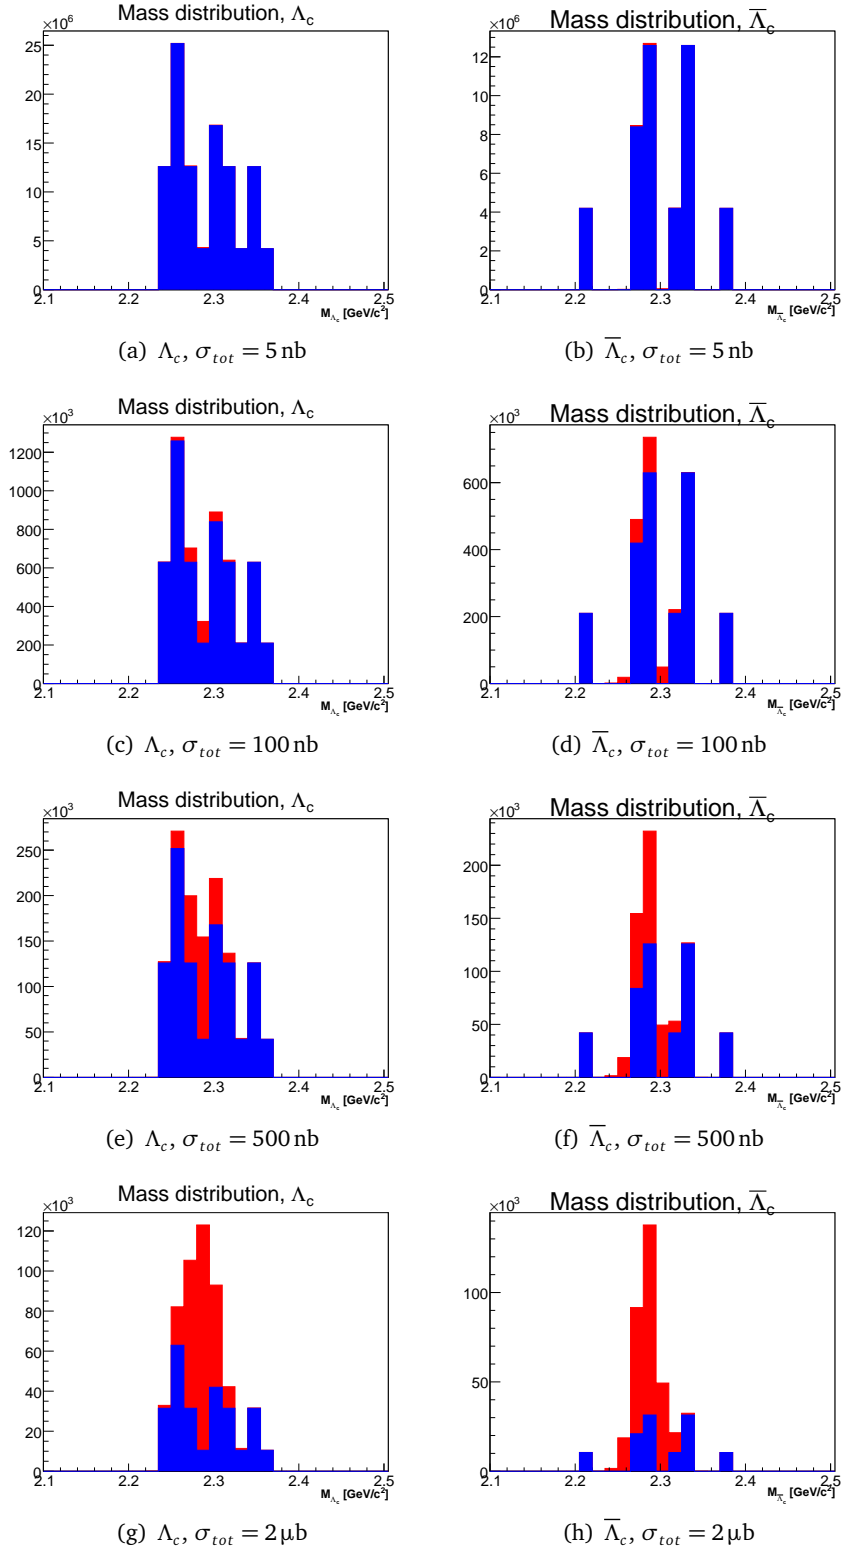 Mass distribution, Λc
×10⁶
25
20
15
10
5
0
2.1 2.2 2.3 2.4 2.5
M_Λc [GeV/c²]
(a) Λc, σtot = 5 nb
Mass distribution, Λ̅c
×10⁶
12
10
8
6
4
2
0
2.1 2.2 2.3 2.4 2.5
M_Λ̅c [GeV/c²]
(b) Λ̅c, σtot = 5 nb
Mass distribution, Λc
×10³
1200
1000
800
600
400
200
0
2.1 2.2 2.3 2.4 2.5
M_Λc [GeV/c²]
(c) Λc, σtot = 100 nb
Mass distribution, Λ̅c
×10³
600
400
200
0
2.1 2.2 2.3 2.4 2.5
M_Λ̅c [GeV/c²]
(d) Λ̅c, σtot = 100 nb
Mass distribution, Λc
×10³
250
200
150
100
50
0
2.1 2.2 2.3 2.4 2.5
M_Λc [GeV/c²]
(e) Λc, σtot = 500 nb
Mass distribution, Λ̅c
×10³
200
150
100
50
0
2.1 2.2 2.3 2.4 2.5
M_Λ̅c [GeV/c²]
(f) Λ̅c, σtot = 500 nb
Mass distribution, Λc
×10³
120
100
80
60
40
20
0
2.1 2.2 2.3 2.4 2.5
M_Λc [GeV/c²]
(g) Λc, σtot = 2 μb
Mass distribution, Λ̅c
×10³
100
50
0
2.1 2.2 2.3 2.4 2.5
M_Λ̅c [GeV/c²]
(h) Λ̅c, σtot = 2 μb